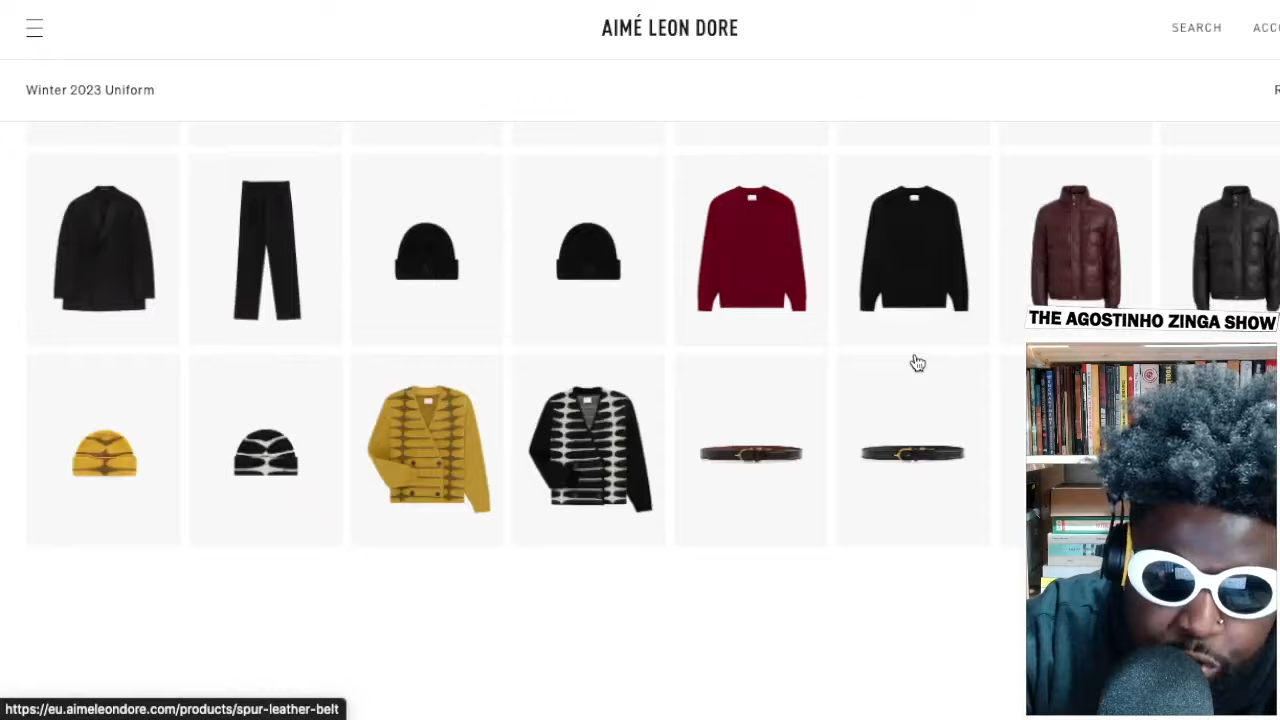 AIMÉ LEON DORE
SEARCH
ACCO
Winter 2023 Uniform
R
THE AGOSTINHO ZINGA SHOW
https://eu.aimeleondore.com/products/spur-leather-belt